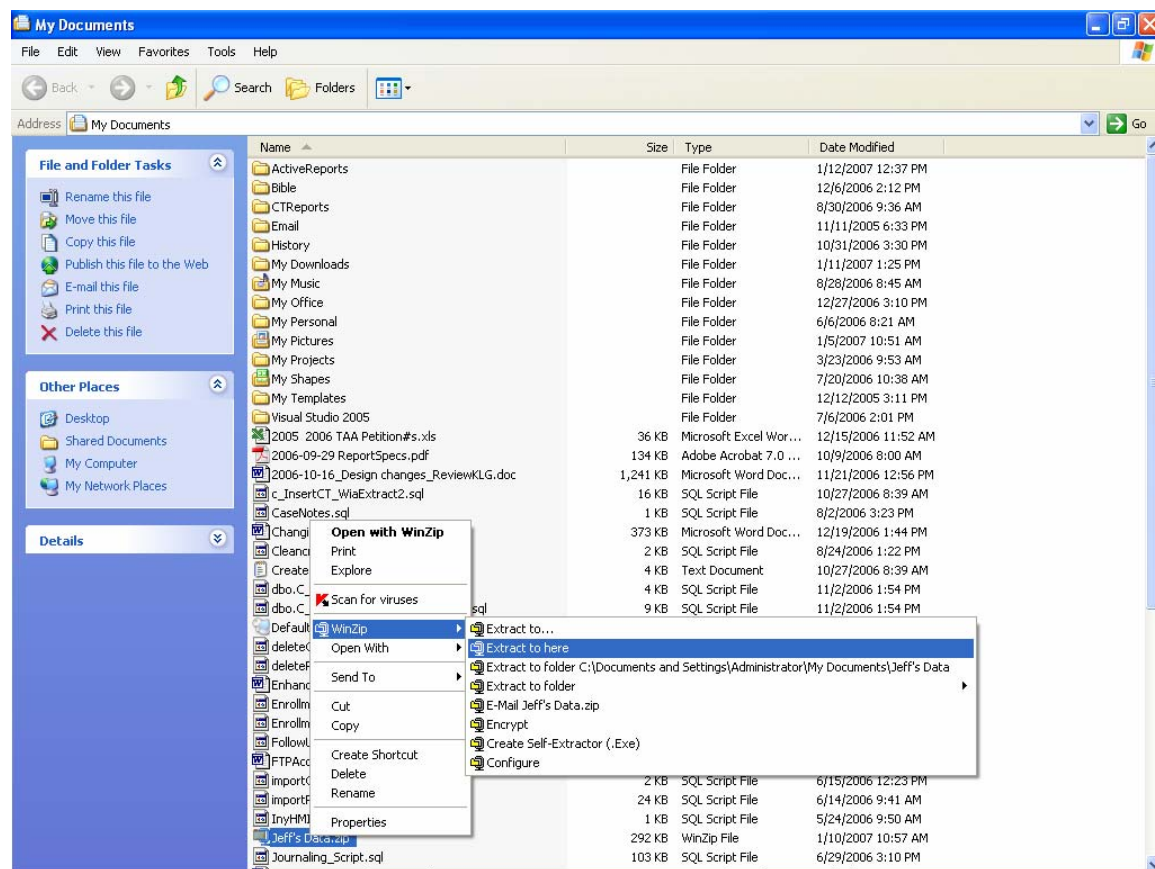 My Documents
File Edit View Favorites Tools Help
Back Search Folders
Address My Documents Go
File and Folder Tasks
Rename this file
Move this file
Copy this file
Publish this file to the Web
E-mail this file
Print this file
Delete this file
Other Places
Desktop
Shared Documents
My Computer
My Network Places
Details
Name Size Type Date Modified
ActiveReports File Folder 1/12/2007 12:37 PM
Bible File Folder 12/6/2006 2:12 PM
CTReports File Folder 8/30/2006 9:36 AM
Email File Folder 11/11/2005 6:33 PM
History File Folder 10/31/2006 3:30 PM
My Downloads File Folder 1/11/2007 1:25 PM
My Music File Folder 8/28/2006 8:45 AM
My Office File Folder 12/27/2006 3:10 PM
My Personal File Folder 6/6/2006 8:21 AM
My Pictures File Folder 1/5/2007 10:51 AM
My Projects File Folder 3/23/2006 9:53 AM
My Shapes File Folder 7/20/2006 10:38 AM
My Templates File Folder 12/12/2005 3:11 PM
Visual Studio 2005 File Folder 7/6/2006 2:01 PM
2005 2006 TAA Petition#s.xls 36 KB Microsoft Excel Wor... 12/15/2006 11:52 AM
2006-09-29 ReportSpecs.pdf 134 KB Adobe Acrobat 7.0 ... 10/9/2006 8:00 AM
2006-10-16_Design changes_ReviewKLG.doc 1,241 KB Microsoft Word Doc... 11/21/2006 12:56 PM
c_InsertCT_WiaExtract2.sql 16 KB SQL Script File 10/27/2006 8:39 AM
CaseNotes.sql 1 KB SQL Script File 8/2/2006 3:23 PM
Changi 373 KB Microsoft Word Doc... 12/19/2006 1:44 PM
Cleanc 2 KB SQL Script File 8/24/2006 1:22 PM
Create 4 KB Text Document 10/27/2006 8:39 AM
dbo.C_ 4 KB SQL Script File 11/2/2006 1:54 PM
dbo.C_ sql 9 KB SQL Script File 11/2/2006 1:54 PM
Default
delete
delete
Enhanc
Enrollm
Enrollm
Follow
FTPAcc
import 2 KB SQL Script File 6/15/2006 12:23 PM
import 24 KB SQL Script File 6/14/2006 9:41 AM
InyHM 1 KB SQL Script File 5/24/2006 9:50 AM
Jeff's Data.zip 292 KB WinZip File 1/10/2007 10:57 AM
Journaling_Script.sql 103 KB SQL Script File 6/29/2006 3:10 PM
Open with WinZip
Print
Explore
Scan for viruses
WinZip
Open With
Send To
Cut
Copy
Create Shortcut
Delete
Rename
Properties
Extract to...
Extract to here
Extract to folder C:\Documents and Settings\Administrator\My Documents\Jeff's Data
Extract to folder
E-Mail Jeff's Data.zip
Encrypt
Create Self-Extractor (.Exe)
Configure